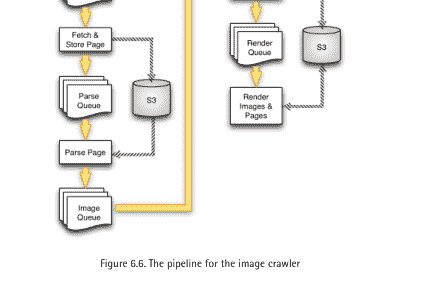 Fetch &
Store Page
Parse
Queue
S3
Parse Page
Image
Queue
Render
Queue
S3
Render
Images &
Pages
Figure 6.6. The pipeline for the image crawler